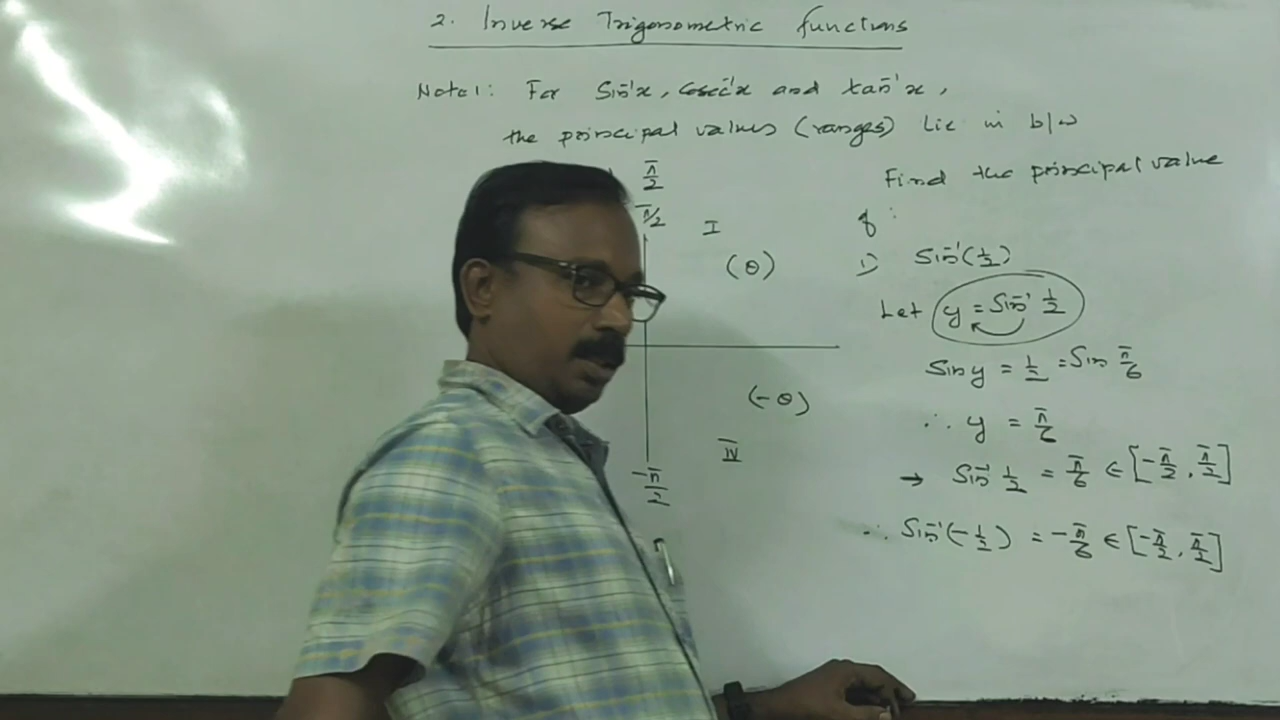 2. Inverse Trigonometric functions
Note1: For Sin⁻¹x, Cosec⁻¹x and tan⁻¹x,
the principal values (ranges) lie in b/w
π/2
π/2
I
(θ)
(-θ)
IV
-π/2
Find the principal value
of:
1) Sin⁻¹(1/2)
Let y = Sin⁻¹ 1/2
Sin y = 1/2 = Sin π/6
∴ y = π/6
→ Sin⁻¹ 1/2 = π/6 ∈ [-π/2, π/2]
∴ Sin⁻¹(-1/2) = -π/6 ∈ [-π/2, π/2]